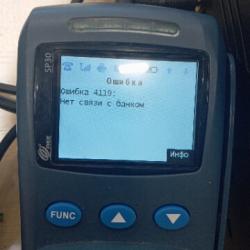 SP30
Ошибка
Ошибка 4119:
Нет связи с банком
Инфо
FUNC